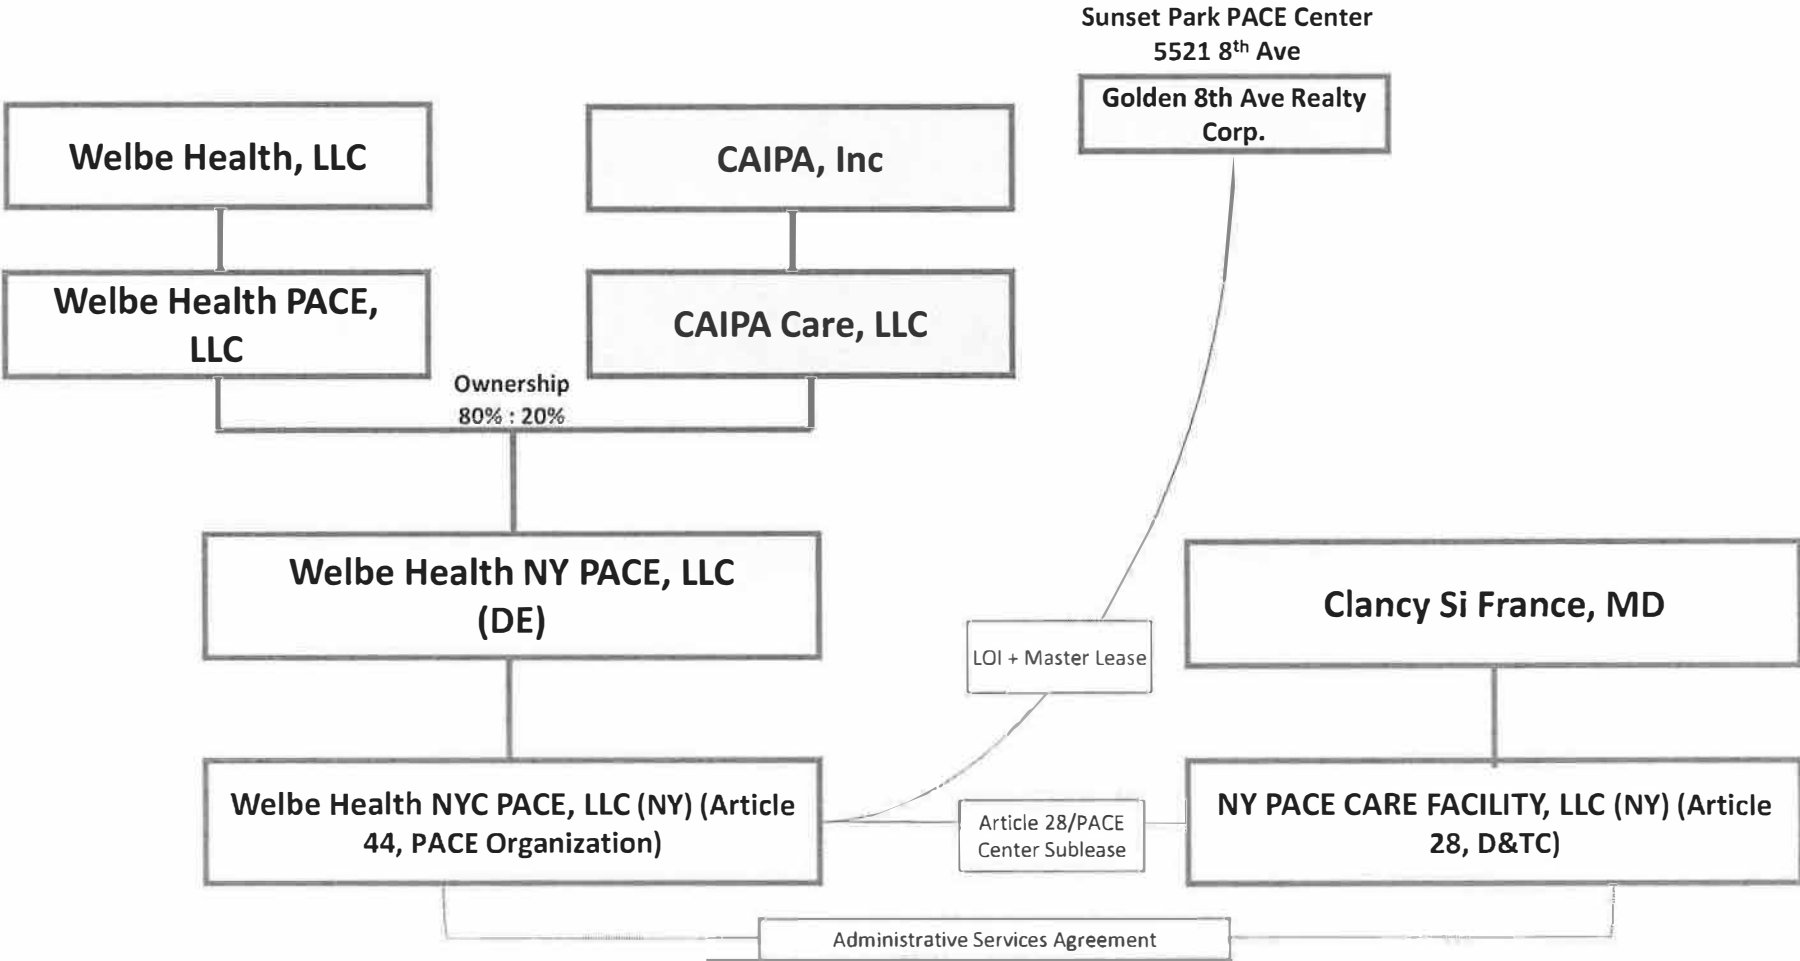 Sunset Park PACE Center
5521 8th Ave
Golden 8th Ave Realty
Corp.
Welbe Health, LLC
CAIPA, Inc
Welbe Health PACE,
LLC
CAIPA Care, LLC
Ownership
80% : 20%
Welbe Health NY PACE, LLC
(DE)
Clancy Si France, MD
LOI + Master Lease
Welbe Health NYC PACE, LLC (NY) (Article
44, PACE Organization)
Article 28/PACE
Center Sublease
NY PACE CARE FACILITY, LLC (NY) (Article
28, D&TC)
Administrative Services Agreement